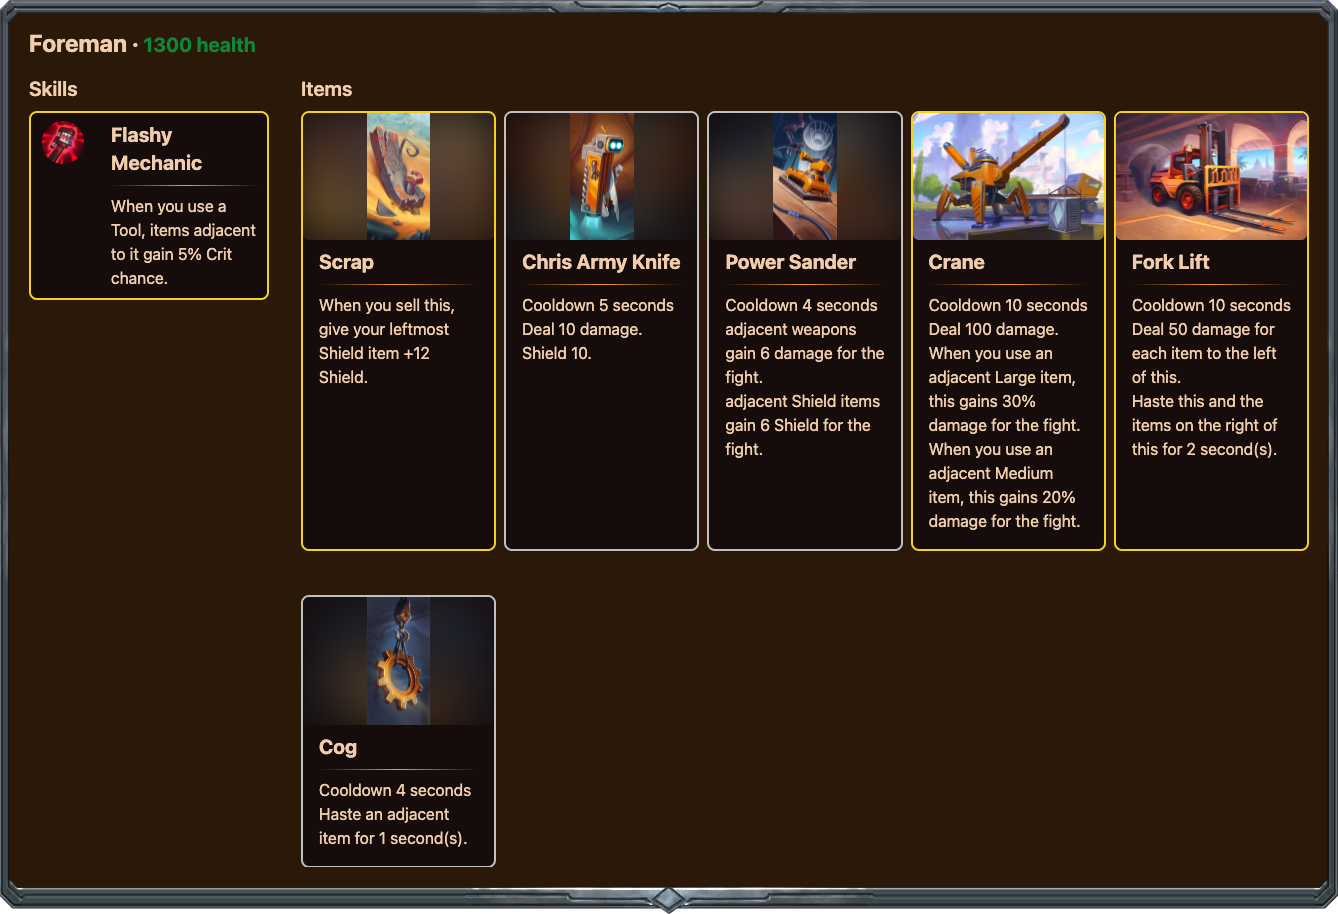 Foreman · 1300 health
Skills
Items
Flashy
Mechanic
When you use a
Tool, items adjacent
to it gain 5% Crit
chance.
Scrap
When you sell this,
give your leftmost
Shield item +12
Shield.
Chris Army Knife
Cooldown 5 seconds
Deal 10 damage.
Shield 10.
Power Sander
Cooldown 4 seconds
adjacent weapons
gain 6 damage for the
fight.
adjacent Shield items
gain 6 Shield for the
fight.
Crane
Cooldown 10 seconds
Deal 100 damage.
When you use an
adjacent Large item,
this gains 30%
damage for the fight.
When you use an
adjacent Medium
item, this gains 20%
damage for the fight.
Fork Lift
Cooldown 10 seconds
Deal 50 damage for
each item to the left
of this.
Haste this and the
items on the right of
this for 2 second(s).
Cog
Cooldown 4 seconds
Haste an adjacent
item for 1 second(s).